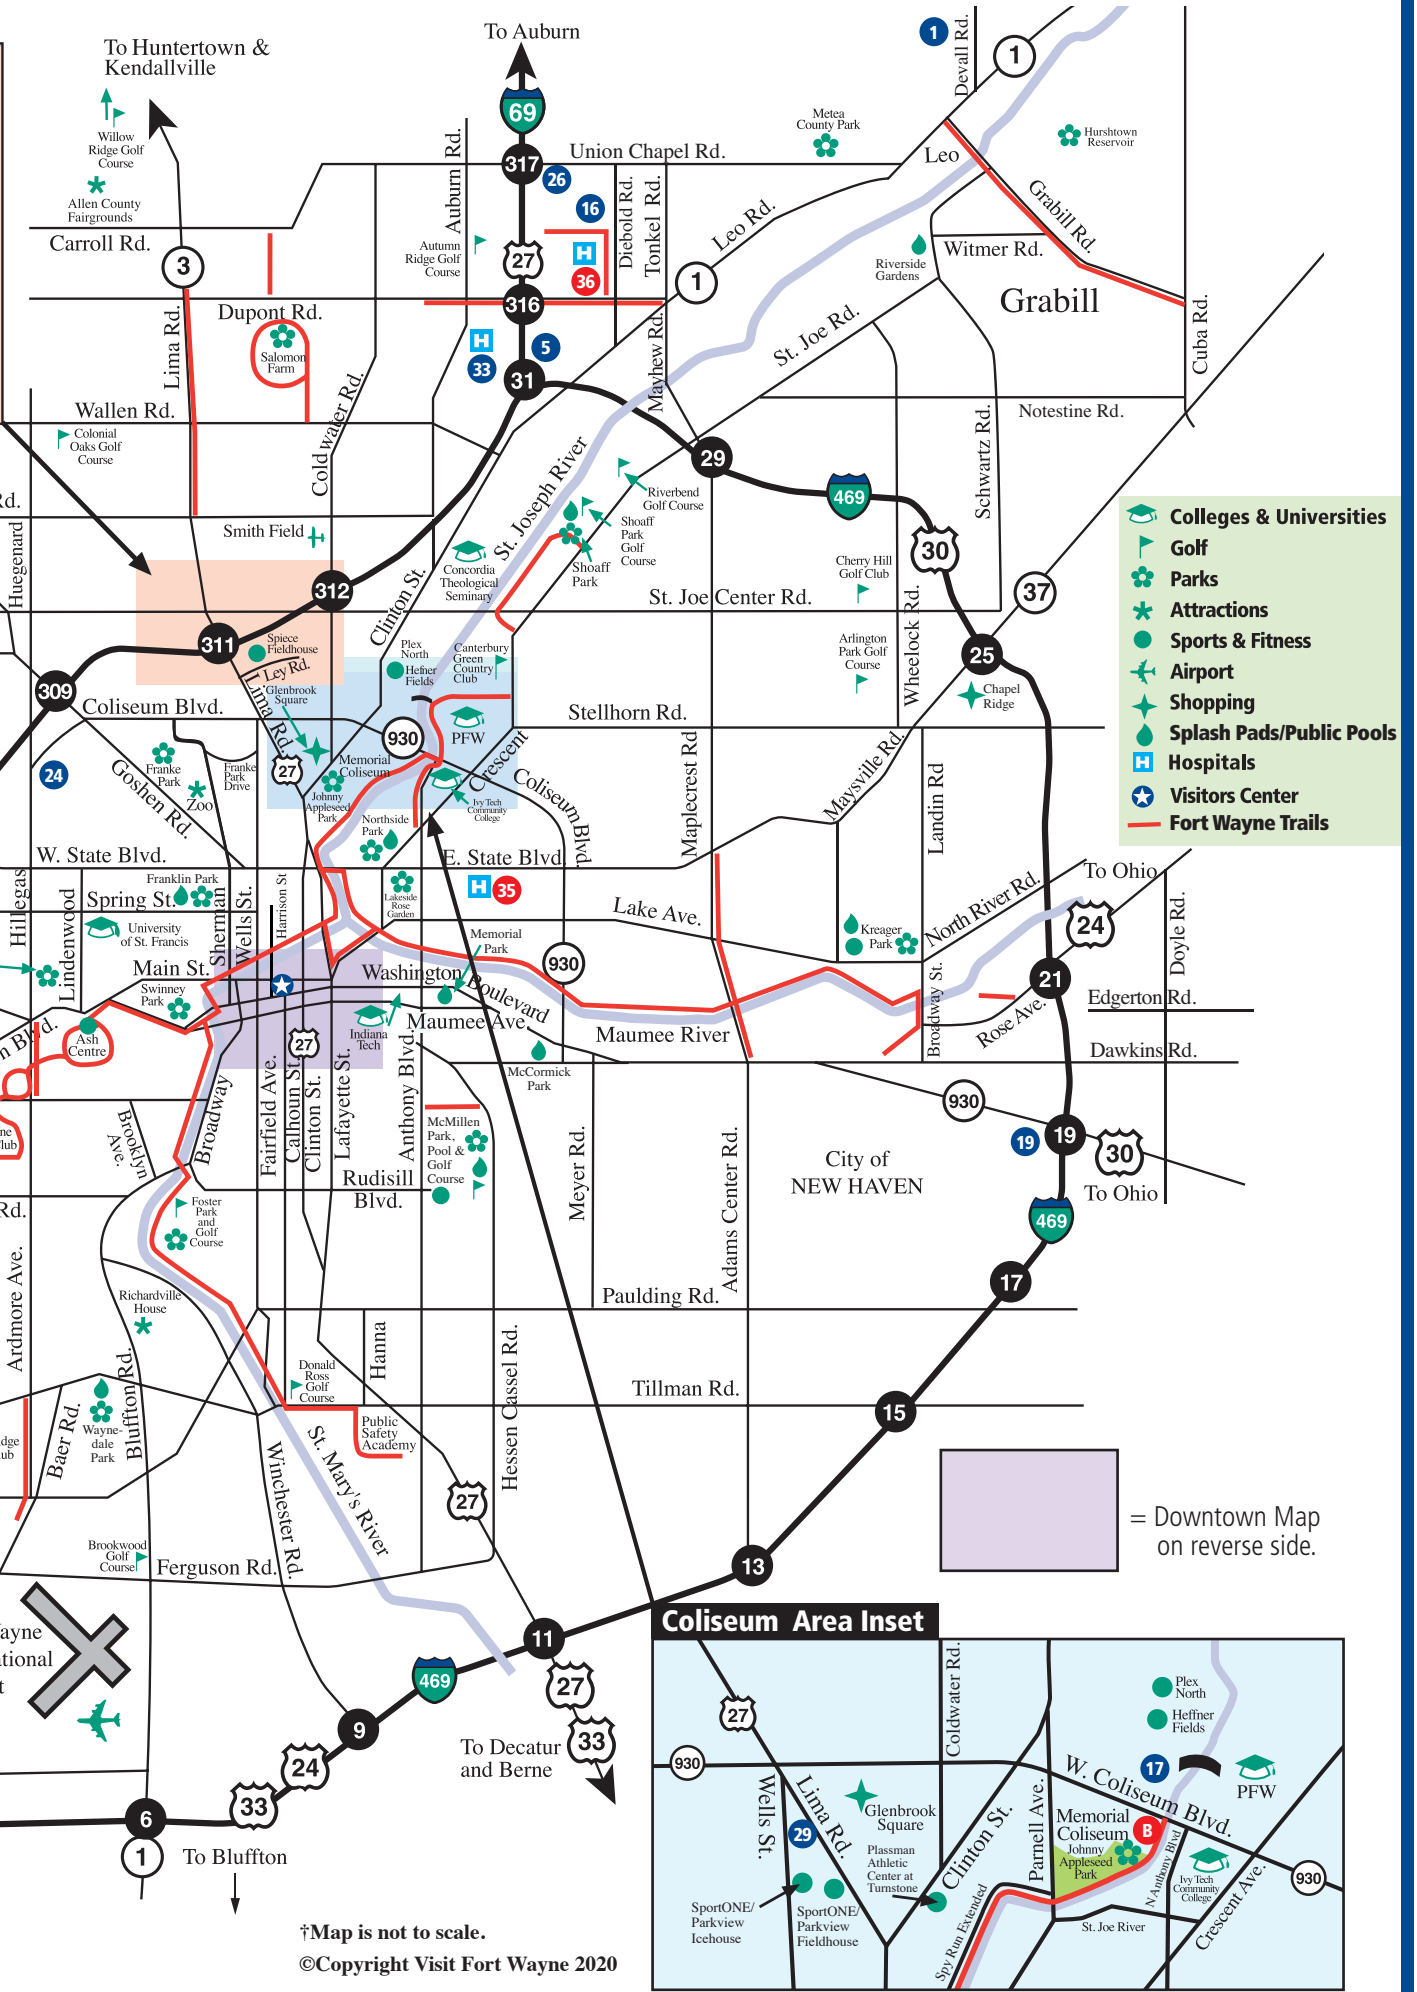 To Auburn
To Huntertown &
Kendallville
69
1
Devall Rd.
1
Willow
Ridge Golf
Course
Allen County
Fairgrounds
Carroll Rd.
3
Auburn Rd.
317
Union Chapel Rd.
26
16
Diebold Rd.
Tonkel Rd.
Metea
County Park
Hurshtown
Reservoir
Leo
Grabill Rd.
Leo Rd.
Witmer Rd.
Riverside
Gardens
Grabill
Autumn
Ridge Golf
Course
27
H
36
316
1
Dupont Rd.
Lima Rd.
Salomon
Farm
H
33
5
31
Mayhew Rd.
St. Joe Rd.
Cuba Rd.
Wallen Rd.
Colonial
Oaks Golf
Course
Coldwater Rd.
Notestine Rd.
Schwartz Rd.
29
469
30
Riverbend
Golf Course
St. Joseph River
Shoaff
Park
Golf
Course
Shoaff
Park
Rd.
Huegenard
Smith Field
312
Concordia
Theological
Seminary
Clinton St.
St. Joe Center Rd.
Cherry Hill
Golf Club
Wheelock Rd.
37
Arlington
Park Golf
Course
25
Chapel
Ridge
Colleges & Universities
Golf
Parks
Attractions
Sports & Fitness
Airport
Shopping
Splash Pads/Public Pools
H Hospitals
Visitors Center
Fort Wayne Trails
311
Spiece
Fieldhouse
Ley Rd.
Plex
North
Hefner
Fields
Canterbury
Green
Country
Club
309
Coliseum Blvd.
Lima Rd.
Glenbrook
Square
930
PFW
Stellhorn Rd.
24
Franke
Park
Zoo
Franke
Park
Drive
27
Memorial
Coliseum
Johnny
Appleseed
Park
Crescent
Coliseum Blvd.
Ivy Tech
Community
College
Goshen Rd.
Northside
Park
Maplecrest Rd
Maysville Rd.
Landin Rd
W. State Blvd.
E. State Blvd.
H
35
Hillegas
Lindenwood
Spring St.
Franklin Park
Sherman
Wells St.
Harrison St
Lakeside
Rose
Garden
Lake Ave.
Kreager
Park
North River Rd.
To Ohio
24
Doyle Rd.
University
of St. Francis
Main St.
Swinney
Park
Memorial
Park
Washington
Boulevard
930
Maumee Ave.
Maumee River
Indiana
Tech
Broadway St.
Rose Ave.
21
Edgerton Rd.
Dawkins Rd.
n Blvd.
Ash
Centre
27
McCormick
Park
930
19
19
30
To Ohio
ne
lub
Brooklyn
Ave.
Broadway
Fairfield Ave.
Calhoun St.
Clinton St.
Lafayette St.
Anthony Blvd.
McMillen
Park,
Pool &
Golf
Course
Meyer Rd.
Adams Center Rd.
City of
NEW HAVEN
Rudisill
Blvd.
Rd.
Foster
Park
and
Golf
Course
469
17
Ardmore Ave.
Richardville
House
Paulding Rd.
Hanna
Hessen Cassel Rd.
Donald
Ross
Golf
Course
Tillman Rd.
15
Bluffton Rd.
Baer Rd.
Wayne-
dale
Park
dge
ub
Public
Safety
Academy
St. Mary's River
Winchester Rd.
27
= Downtown Map
on reverse side.
Brookwood
Golf
Course
Ferguson Rd.
13
11
ayne
ational
t
469
27
33
9
24
33
To Decatur
and Berne
6
1
To Bluffton
†Map is not to scale.
©Copyright Visit Fort Wayne 2020
Coliseum Area Inset
27
Coldwater Rd.
Plex
North
Heffner
Fields
930
17
PFW
W. Coliseum Blvd.
Wells St.
Lima Rd.
29
Glenbrook
Square
Plassman
Athletic
Center at
Turnstone
Clinton St.
Parnell Ave.
Memorial
Coliseum
B
Johnny
Appleseed
Park
N Anthony Blvd
Ivy Tech
Community
College
930
Crescent Ave.
SportONE/
Parkview
Icehouse
SportONE/
Parkview
Fieldhouse
Spy Run Extended
St. Joe River